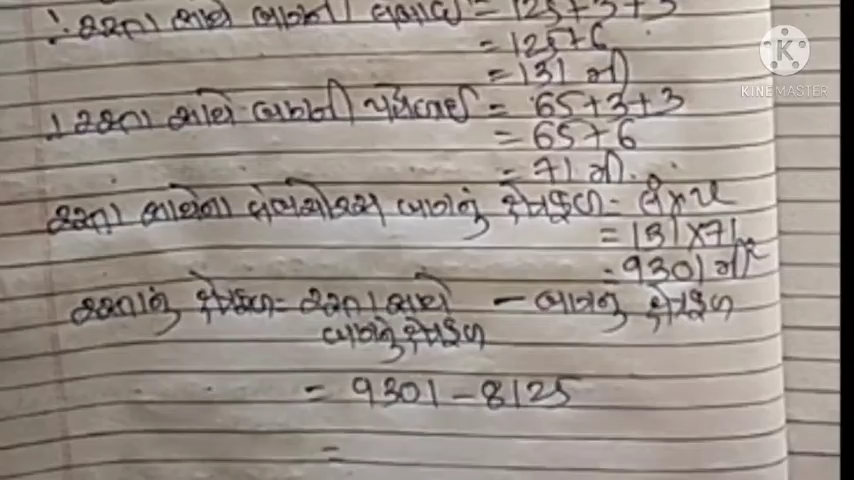 ∴ રસ્તા સાથે બાગની લંબાઈ = 125+3+3
= 125+6
= 131 મી
∴ રસ્તા સાથે બાગની પહોળાઈ = 65+3+3
= 65+6
= 71 મી.
રસ્તા સાથેના લંબચોરસ બાગનું ક્ષેત્રફળ = લં × પ
= 131 × 71
= 9301 મી²
રસ્તાનું ક્ષેત્રફળ = રસ્તા સાથે - બાગનું ક્ષેત્રફળ
બાગનું ક્ષેત્રફળ
= 9301 - 8125
=
KINEMASTER